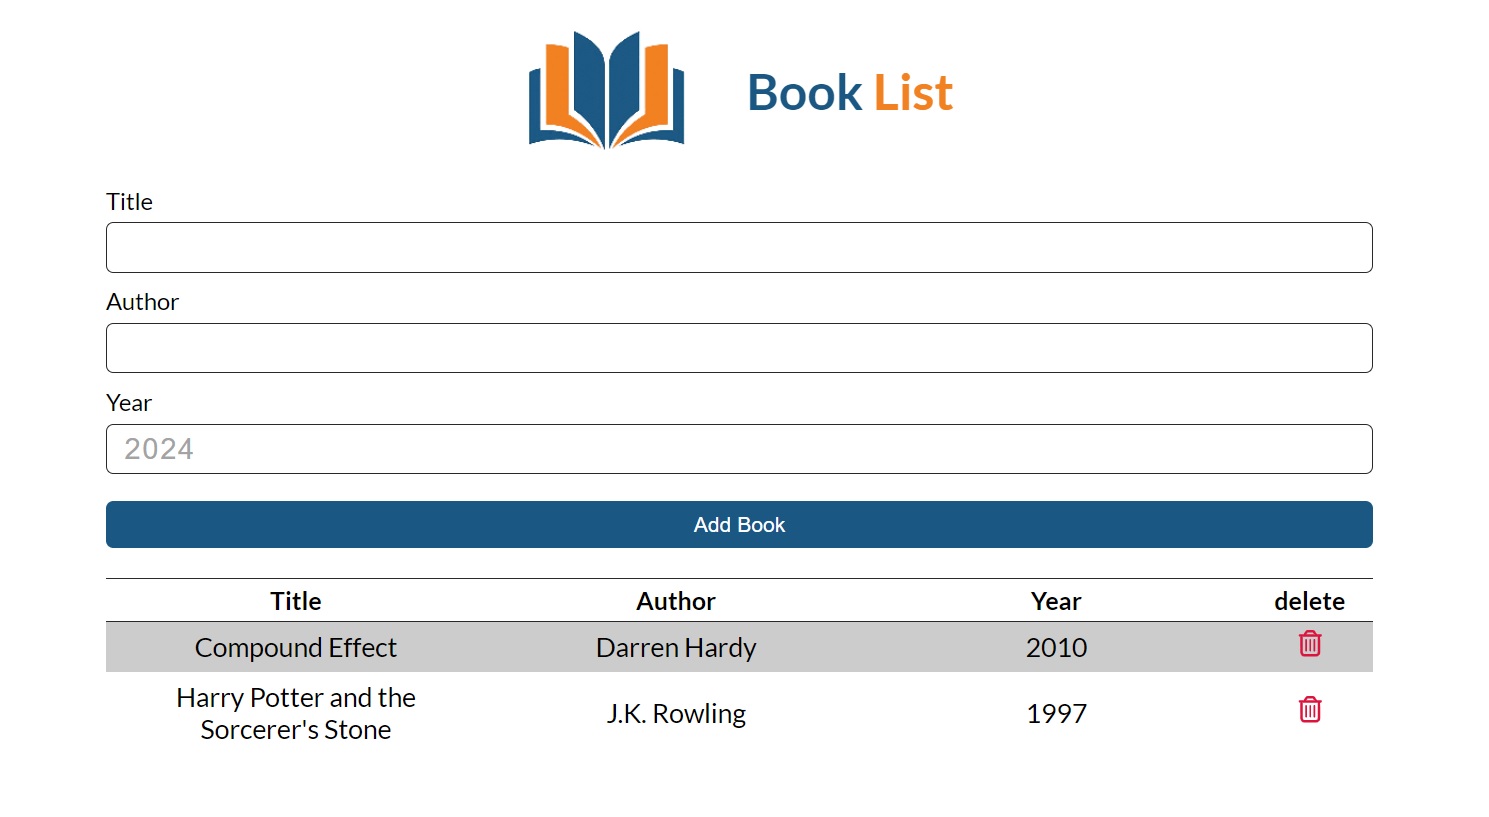 Book List
Title
Author
Year
2024
Add Book
Title Author Year delete
Compound Effect Darren Hardy 2010
Harry Potter and the
Sorcerer's Stone J.K. Rowling 1997